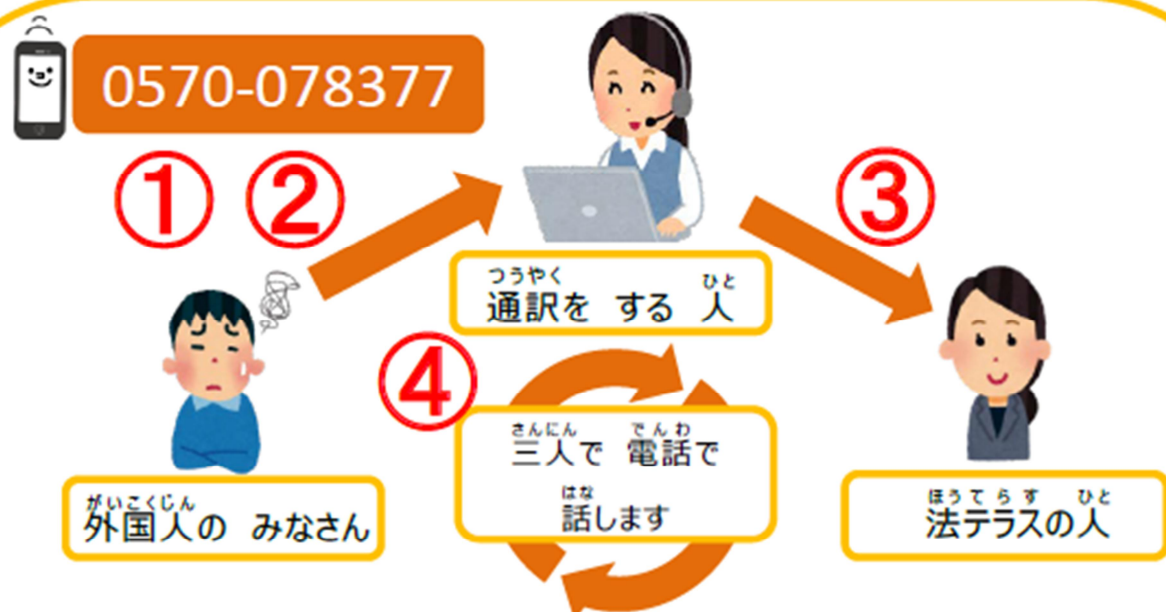 0570-078377
① ②
③
つうやく ひと
通訳を する 人
④
さんにん でんわ
三人で 電話で
はな
話します
がいこくじん
外国人の みなさん
ほうてらす ひと
法テラスの人